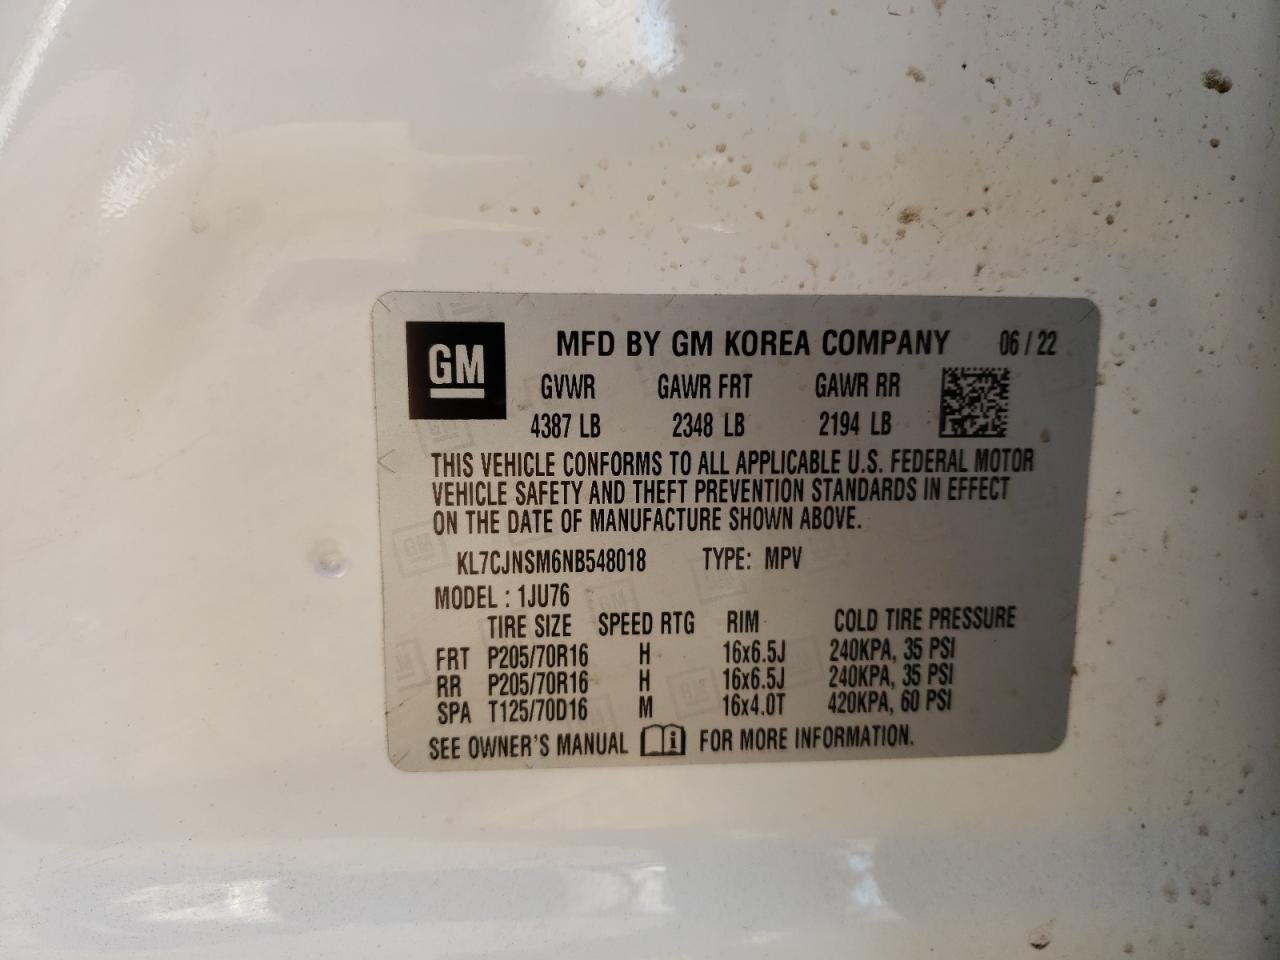 GM
MFD BY GM KOREA COMPANY 06 / 22
GVWR GAWR FRT GAWR RR
4387 LB 2348 LB 2194 LB
THIS VEHICLE CONFORMS TO ALL APPLICABLE U.S. FEDERAL MOTOR
VEHICLE SAFETY AND THEFT PREVENTION STANDARDS IN EFFECT
ON THE DATE OF MANUFACTURE SHOWN ABOVE.
KL7CJNSM6NB548018 TYPE: MPV
MODEL : 1JU76
TIRE SIZE SPEED RTG RIM COLD TIRE PRESSURE
FRT P205/70R16 H 16x6.5J 240KPA, 35 PSI
RR P205/70R16 H 16x6.5J 240KPA, 35 PSI
SPA T125/70D16 M 16x4.0T 420KPA, 60 PSI
SEE OWNER'S MANUAL i FOR MORE INFORMATION.